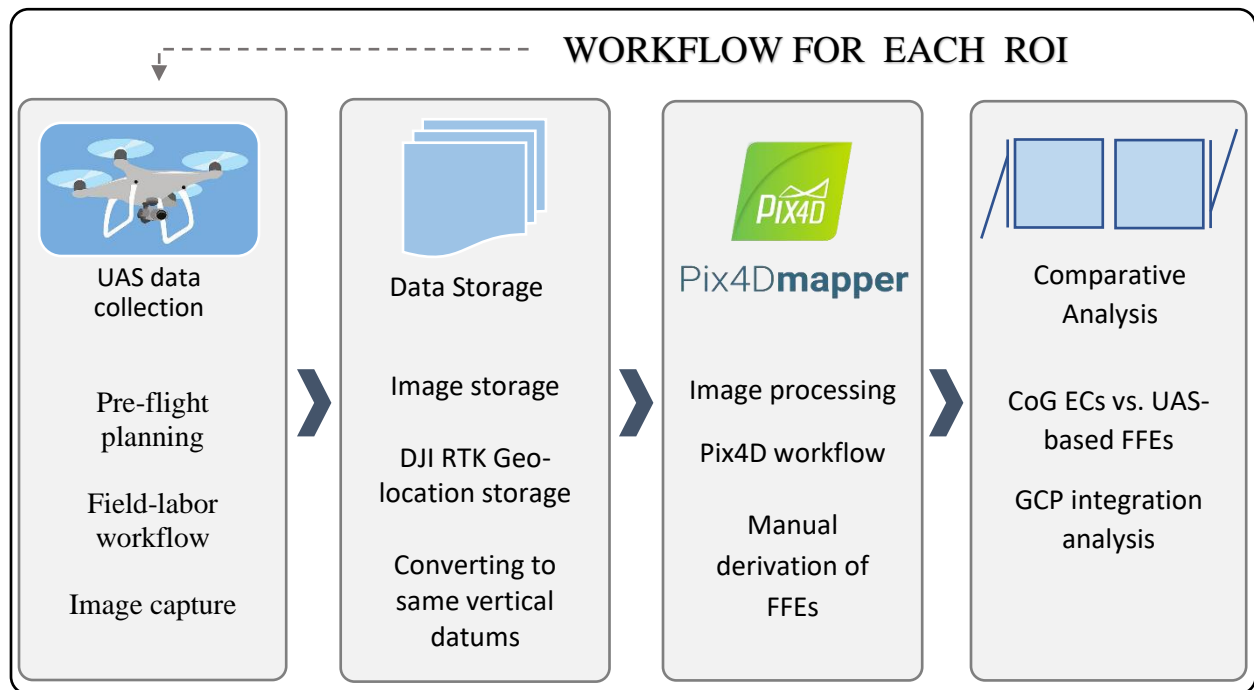 WORKFLOW FOR EACH ROI
UAS data
collection
Pre-flight
planning
Field-labor
workflow
Image capture
Data Storage
Image storage
DJI RTK Geo-
location storage
Converting to
same vertical
datums
PIX4D
Pix4Dmapper
Image processing
Pix4D workflow
Manual
derivation of
FFEs
Comparative
Analysis
CoG ECs vs. UAS-
based FFEs
GCP integration
analysis